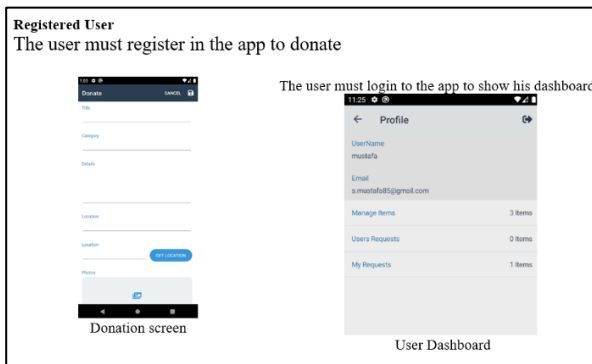 Registered User
The user must register in the app to donate
1:01
Donate CANCEL
Title
Category
Details
Location
Location
GET LOCATION
Photos
Donation screen
The user must login to the app to show his dashboard
11:25
Profile
UserName
mustafa
Email
s.mustafa85@gmail.com
Manage Items 3 Items
Users Requests 0 Items
My Requests 1 Items
User Dashboard